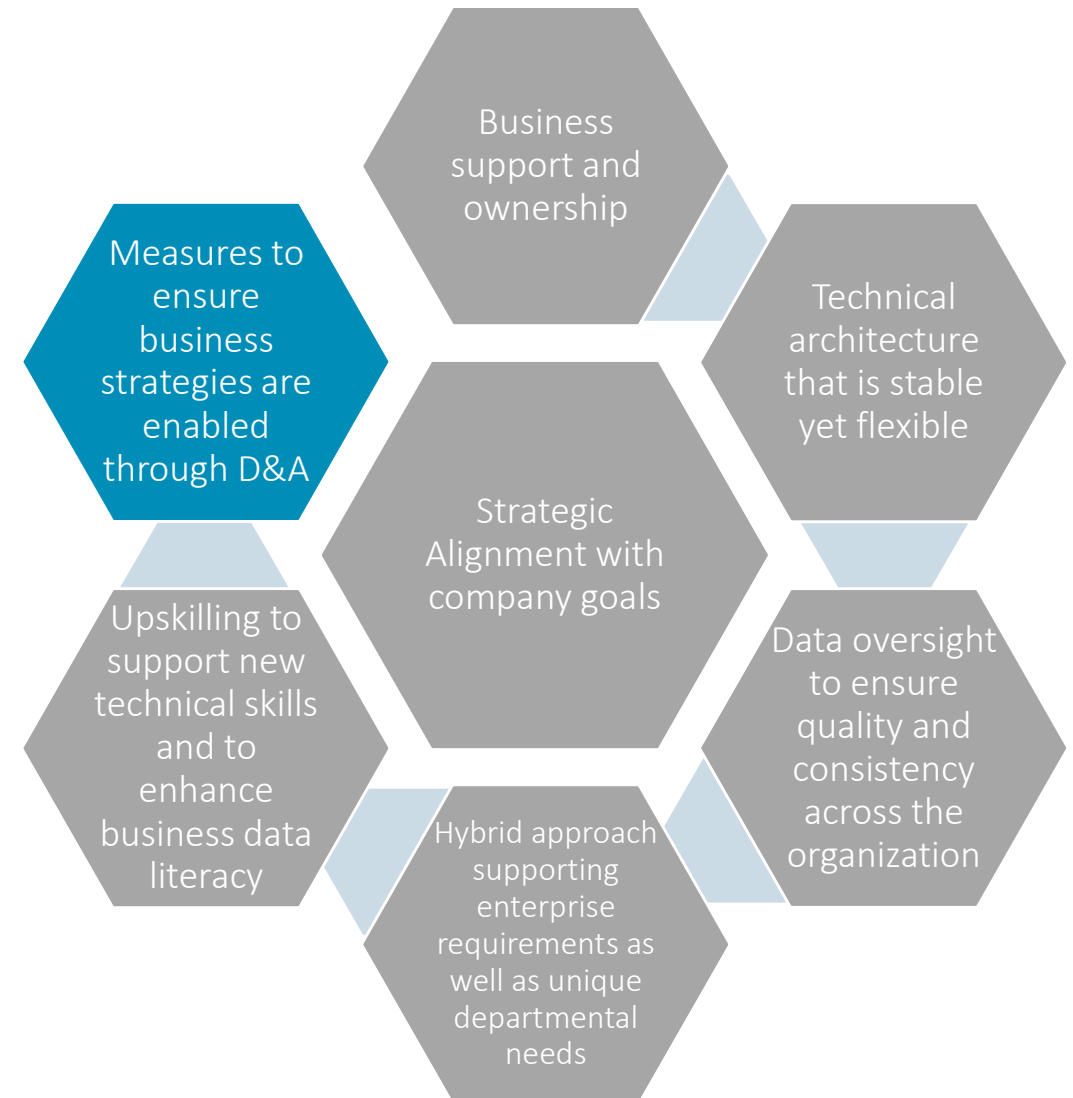 Business
support and
ownership
Technical
architecture
that is stable
yet flexible
Data oversight
to ensure
quality and
consistency
across the
organization
Hybrid approach
supporting
enterprise
requirements as
well as unique
departmental
needs
Upskilling to
support new
technical skills
and to
enhance
business data
literacy
Measures to
ensure
business
strategies are
enabled
through D&A
Strategic
Alignment with
company goals